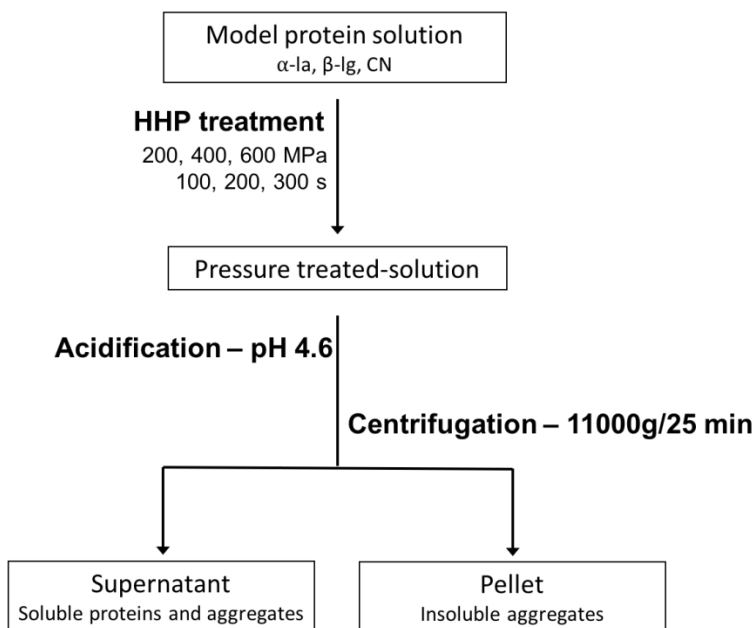 Model protein solution
α-la, β-lg, CN
HHP treatment
200, 400, 600 MPa
100, 200, 300 s
Pressure treated-solution
Acidification – pH 4.6
Centrifugation – 11000g/25 min
Supernatant
Soluble proteins and aggregates
Pellet
Insoluble aggregates